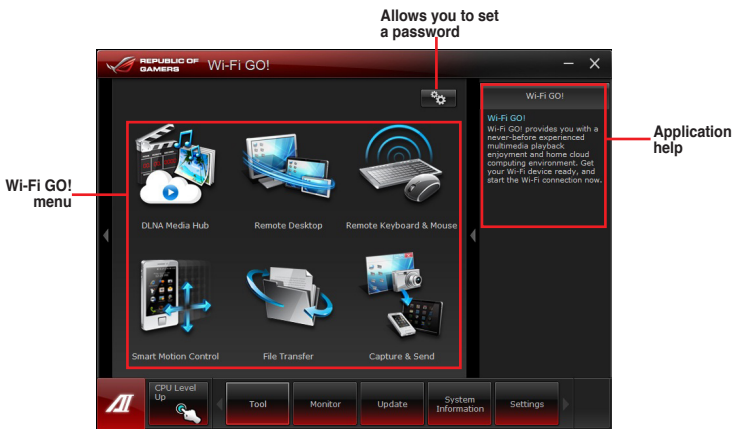 Allows you to set
a password
REPUBLIC OF
GAMERS
Wi-Fi GO!
Wi-Fi GO!
Wi-Fi GO!
Wi-Fi GO! provides you with a
never-before experienced
multimedia playback
enjoyment and home cloud
computing environment. Get
your Wi-Fi device ready, and
start the Wi-Fi connection now.
Application
help
Wi-Fi GO!
menu
DLNA Media Hub
Remote Desktop
Remote Keyboard & Mouse
Smart Motion Control
File Transfer
Capture & Send
AI
CPU Level
Up
Tool
Monitor
Update
System
Information
Settings